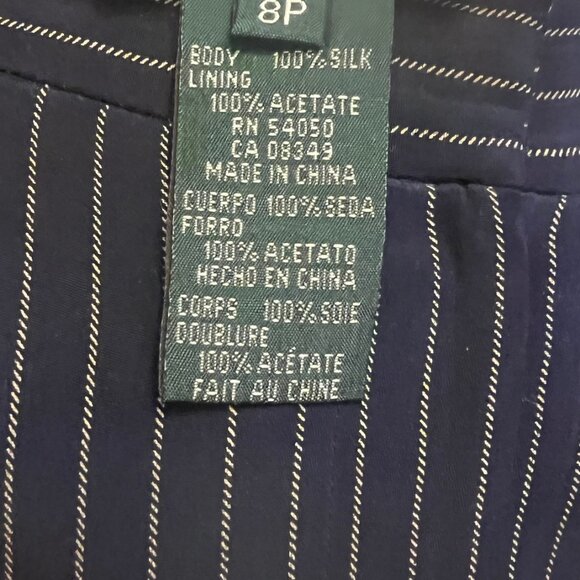 8P
BODY 100% SILK
LINING
100% ACETATE
RN 54050
CA 08349
MADE IN CHINA
CUERPO 100% SEDA
FORRO
100% ACETATO
HECHO EN CHINA
CORPS 100% SOIE
DOUBLURE
100% ACÉTATE
FAIT AU CHINE